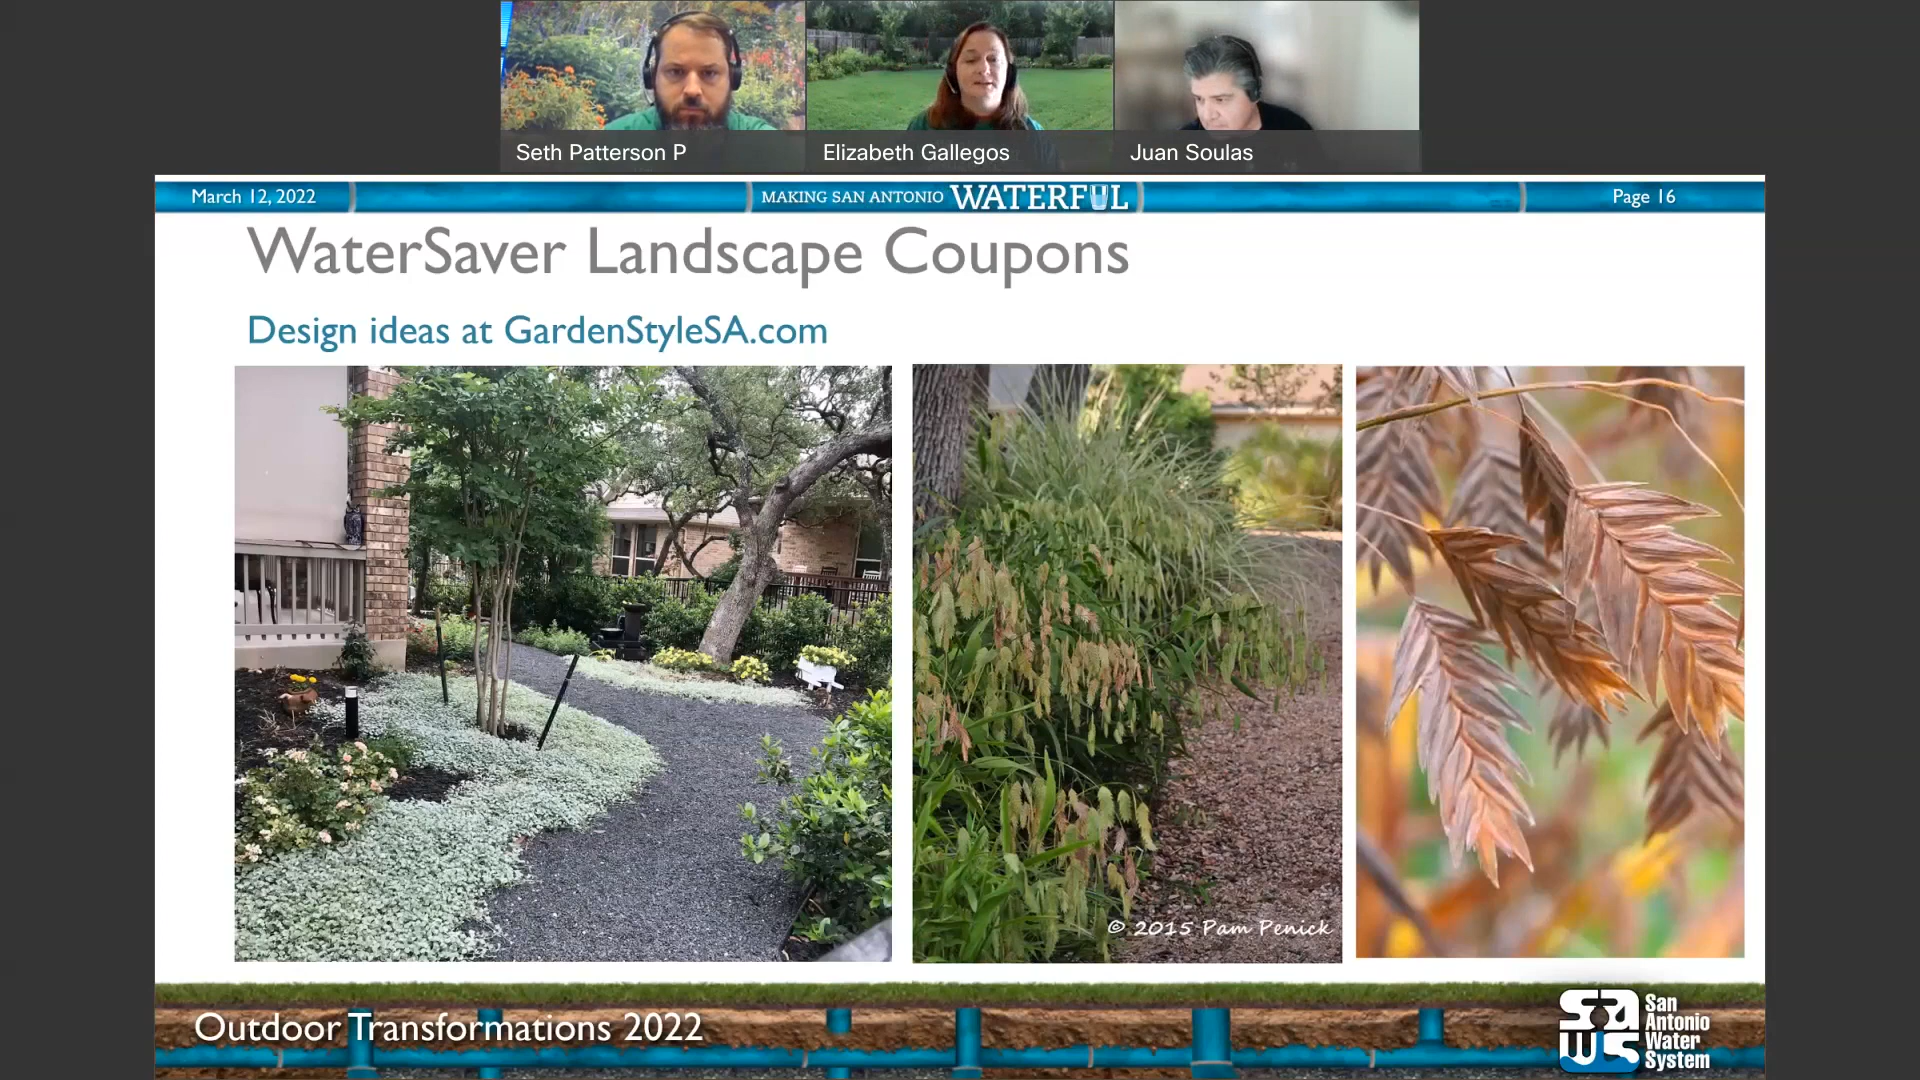 Seth Patterson P
Elizabeth Gallegos
Juan Soulas
March 12, 2022
MAKING SAN ANTONIO WATERFUL
Page 16
WaterSaver Landscape Coupons
Design ideas at GardenStyleSA.com
© 2015 Pam Penick
Outdoor Transformations 2022
SAWS
San
Antonio
Water
System